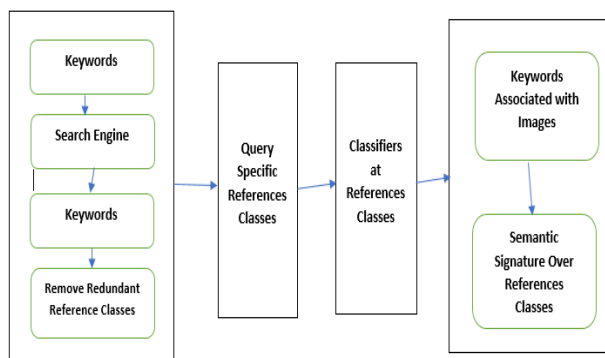 Keywords
Search Engine
Keywords
Remove Redundant
Reference Classes
Query
Specific
References
Classes
Classifiers
at
References
Classes
Keywords
Associated with
Images
Semantic
Signature Over
References
Classes